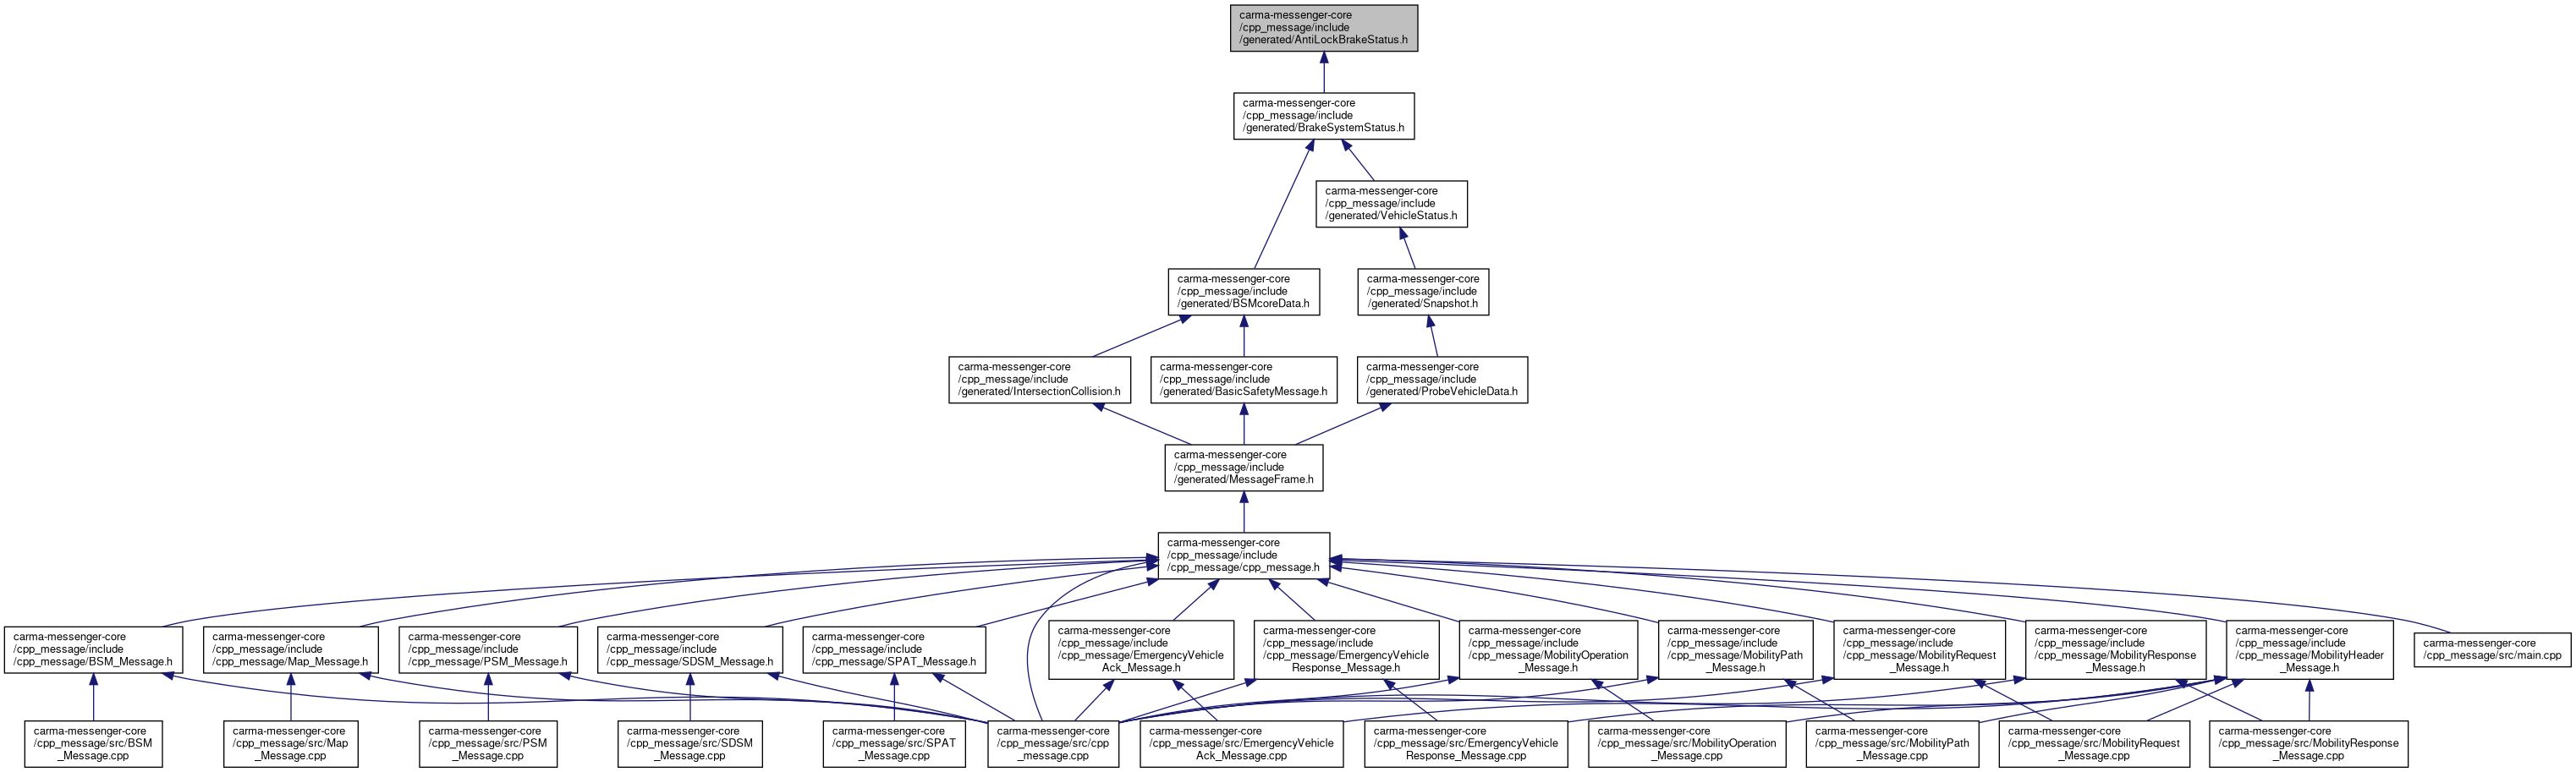 carma-messenger-core
/cpp_message/include
/generated/AntiLockBrakeStatus.h
carma-messenger-core
/cpp_message/include
/generated/BrakeSystemStatus.h
carma-messenger-core
/cpp_message/include
/generated/VehicleStatus.h
carma-messenger-core
/cpp_message/include
/generated/BSMcoreData.h
carma-messenger-core
/cpp_message/include
/generated/Snapshot.h
carma-messenger-core
/cpp_message/include
/generated/IntersectionCollision.h
carma-messenger-core
/cpp_message/include
/generated/BasicSafetyMessage.h
carma-messenger-core
/cpp_message/include
/generated/ProbeVehicleData.h
carma-messenger-core
/cpp_message/include
/generated/MessageFrame.h
carma-messenger-core
/cpp_message/include
/cpp_message/cpp_message.h
carma-messenger-core
/cpp_message/include
/cpp_message/BSM_Message.h
carma-messenger-core
/cpp_message/include
/cpp_message/Map_Message.h
carma-messenger-core
/cpp_message/include
/cpp_message/PSM_Message.h
carma-messenger-core
/cpp_message/include
/cpp_message/SDSM_Message.h
carma-messenger-core
/cpp_message/include
/cpp_message/SPAT_Message.h
carma-messenger-core
/cpp_message/include
/cpp_message/EmergencyVehicle
Ack_Message.h
carma-messenger-core
/cpp_message/include
/cpp_message/EmergencyVehicle
Response_Message.h
carma-messenger-core
/cpp_message/include
/cpp_message/MobilityOperation
_Message.h
carma-messenger-core
/cpp_message/include
/cpp_message/MobilityPath
_Message.h
carma-messenger-core
/cpp_message/include
/cpp_message/MobilityRequest
_Message.h
carma-messenger-core
/cpp_message/include
/cpp_message/MobilityResponse
_Message.h
carma-messenger-core
/cpp_message/include
/cpp_message/MobilityHeader
_Message.h
carma-messenger-core
/cpp_message/src/main.cpp
carma-messenger-core
/cpp_message/src/BSM
_Message.cpp
carma-messenger-core
/cpp_message/src/Map
_Message.cpp
carma-messenger-core
/cpp_message/src/PSM
_Message.cpp
carma-messenger-core
/cpp_message/src/SDSM
_Message.cpp
carma-messenger-core
/cpp_message/src/SPAT
_Message.cpp
carma-messenger-core
/cpp_message/src/cpp
_message.cpp
carma-messenger-core
/cpp_message/src/EmergencyVehicle
Ack_Message.cpp
carma-messenger-core
/cpp_message/src/EmergencyVehicle
Response_Message.cpp
carma-messenger-core
/cpp_message/src/MobilityOperation
_Message.cpp
carma-messenger-core
/cpp_message/src/MobilityPath
_Message.cpp
carma-messenger-core
/cpp_message/src/MobilityRequest
_Message.cpp
carma-messenger-core
/cpp_message/src/MobilityResponse
_Message.cpp